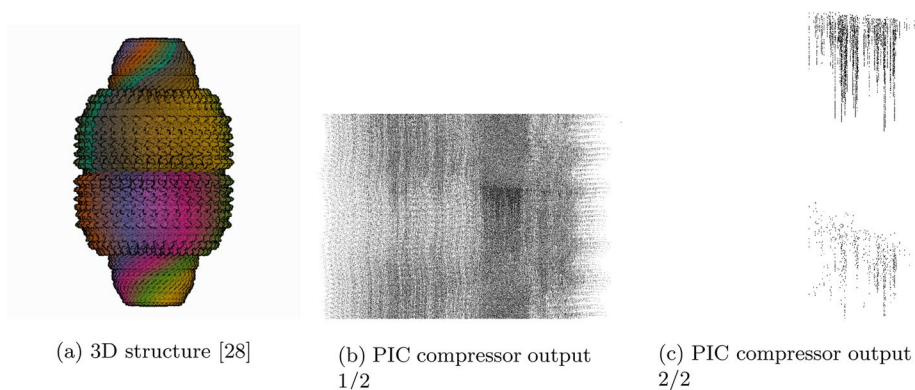 (a) 3D structure [28]
(b) PIC compressor output
1/2
(c) PIC compressor output
2/2